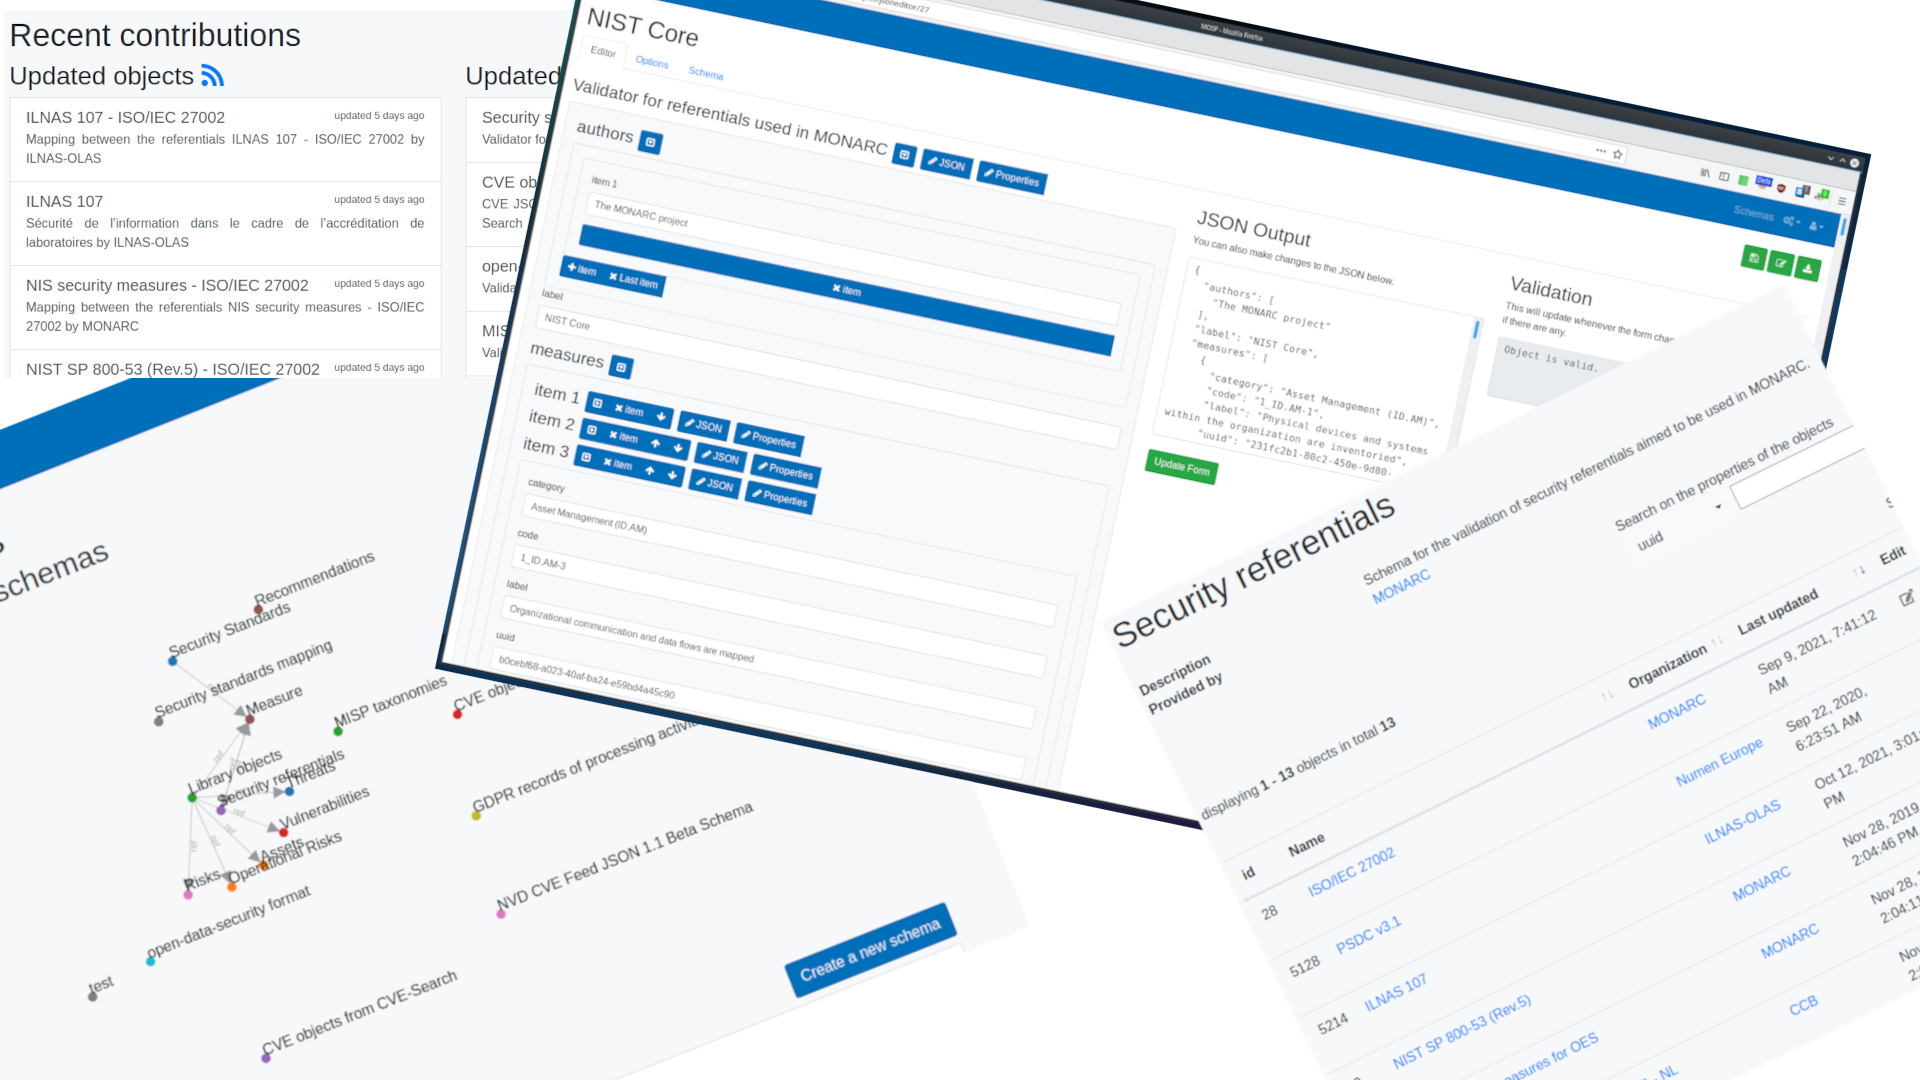 Recent contributions
Updated objects
ILNAS 107 - ISO/IEC 27002
updated 5 days ago
Mapping between the referentials ILNAS 107 - ISO/IEC 27002 by
ILNAS-OLAS
ILNAS 107
updated 5 days ago
Sécurité de l'information dans le cadre de l'accréditation de
laboratoires by ILNAS-OLAS
NIS security measures - ISO/IEC 27002
updated 5 days ago
Mapping between the referentials NIS security measures - ISO/IEC
27002 by MONARC
NIST SP 800-53 (Rev.5) - ISO/IEC 27002
updated 5 days ago
Updated
Security s
Validator fo
CVE ob
CVE JSO
Search
open-
Valida
MIS
Vali
MOSP - Mozilla Firefox
Schemas
NIST Core
Editor
Options
Schema
Validator for referentials used in MONARC
JSON
Properties
authors
item 1
The MONARC project
item
item
Last item
label
NIST Core
measures
item 1
item
JSON
Properties
item 2
item
JSON
Properties
item 3
item
JSON
Properties
category
Asset Management (ID.AM)
code
1_ID.AM-3
label
Organizational communication and data flows are mapped
uuid
b0cebf68-a023-40af-ba24-e59bd4a45c90
JSON Output
You can also make changes to the JSON below.
{
"authors": [
"The MONARC project"
],
"label": "NIST Core",
"measures": [
{
"category": "Asset Management (ID.AM)",
"code": "1_ID.AM-1",
"label": "Physical devices and systems
within the organization are inventoried",
"uuid": "231fc2b1-80c2-450e-9d80-
Update Form
Validation
This will update whenever the form chan
if there are any.
Object is valid.
schemas
Recommendations
Security Standards
Security standards mapping
Measure
MISP taxonomies
CVE obje
Library objects
Security referentials
Threats
Vulnerabilities
Assets
Operational Risks
Risks
ref
ref
ref
ref
ref
ref
GDPR records of processing activi
NVD CVE Feed JSON 1.1 Beta Schema
open-data-security format
test
CVE objects from CVE-Search
Create a new schema
Security referentials
Description
Schema for the validation of security referentials aimed to be used in MONARC.
Provided by
MONARC
Search on the properties of the objects
uuid
displaying 1 - 13 objects in total 13
id
Name
Organization
Last updated
Edit
28
ISO/IEC 27002
MONARC
Sep 9, 2021, 7:41:12
AM
5128
PSDC v3.1
Numen Europe
Sep 22, 2020,
6:23:51 AM
5214
ILNAS 107
ILNAS-OLAS
Oct 12, 2021, 3:01:
PM
NIST SP 800-53 (Rev.5)
MONARC
Nov 28, 2019
2:04:46 PM
easures for OES
MONARC
Nov 28,
2:04:11
CCB
Nov
NL